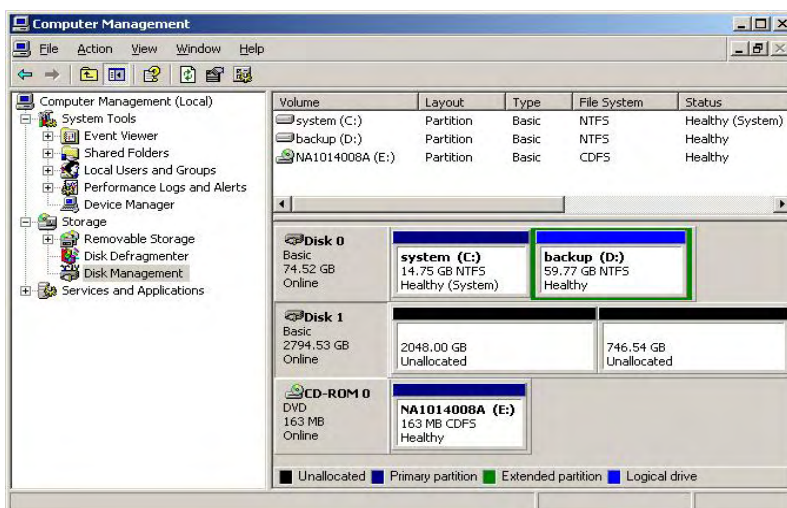 Computer Management
File Action View Window Help
Computer Management (Local)
System Tools
Event Viewer
Shared Folders
Local Users and Groups
Performance Logs and Alerts
Device Manager
Storage
Removable Storage
Disk Defragmenter
Disk Management
Services and Applications
Volume Layout Type File System Status
system (C:) Partition Basic NTFS Healthy (System)
backup (D:) Partition Basic NTFS Healthy
NA1014008A (E:) Partition Basic CDFS Healthy
Disk 0
Basic
74.52 GB
Online
system (C:)
14.75 GB NTFS
Healthy (System)
backup (D:)
59.77 GB NTFS
Healthy
Disk 1
Basic
2794.53 GB
Online
2048.00 GB
Unallocated
746.54 GB
Unallocated
CD-ROM 0
DVD
163 MB
Online
NA1014008A (E:)
163 MB CDFS
Healthy
Unallocated Primary partition Extended partition Logical drive